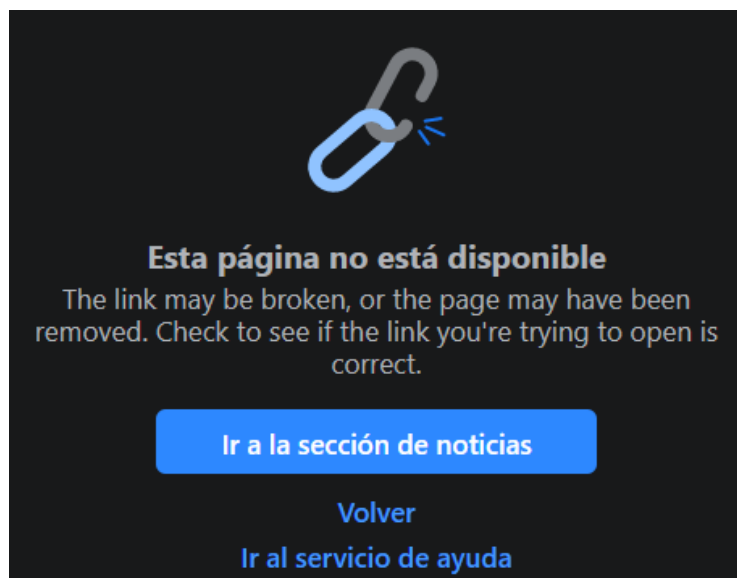 Esta página no está disponible
The link may be broken, or the page may have been
removed. Check to see if the link you're trying to open is
correct.
Ir a la sección de noticias
Volver
Ir al servicio de ayuda